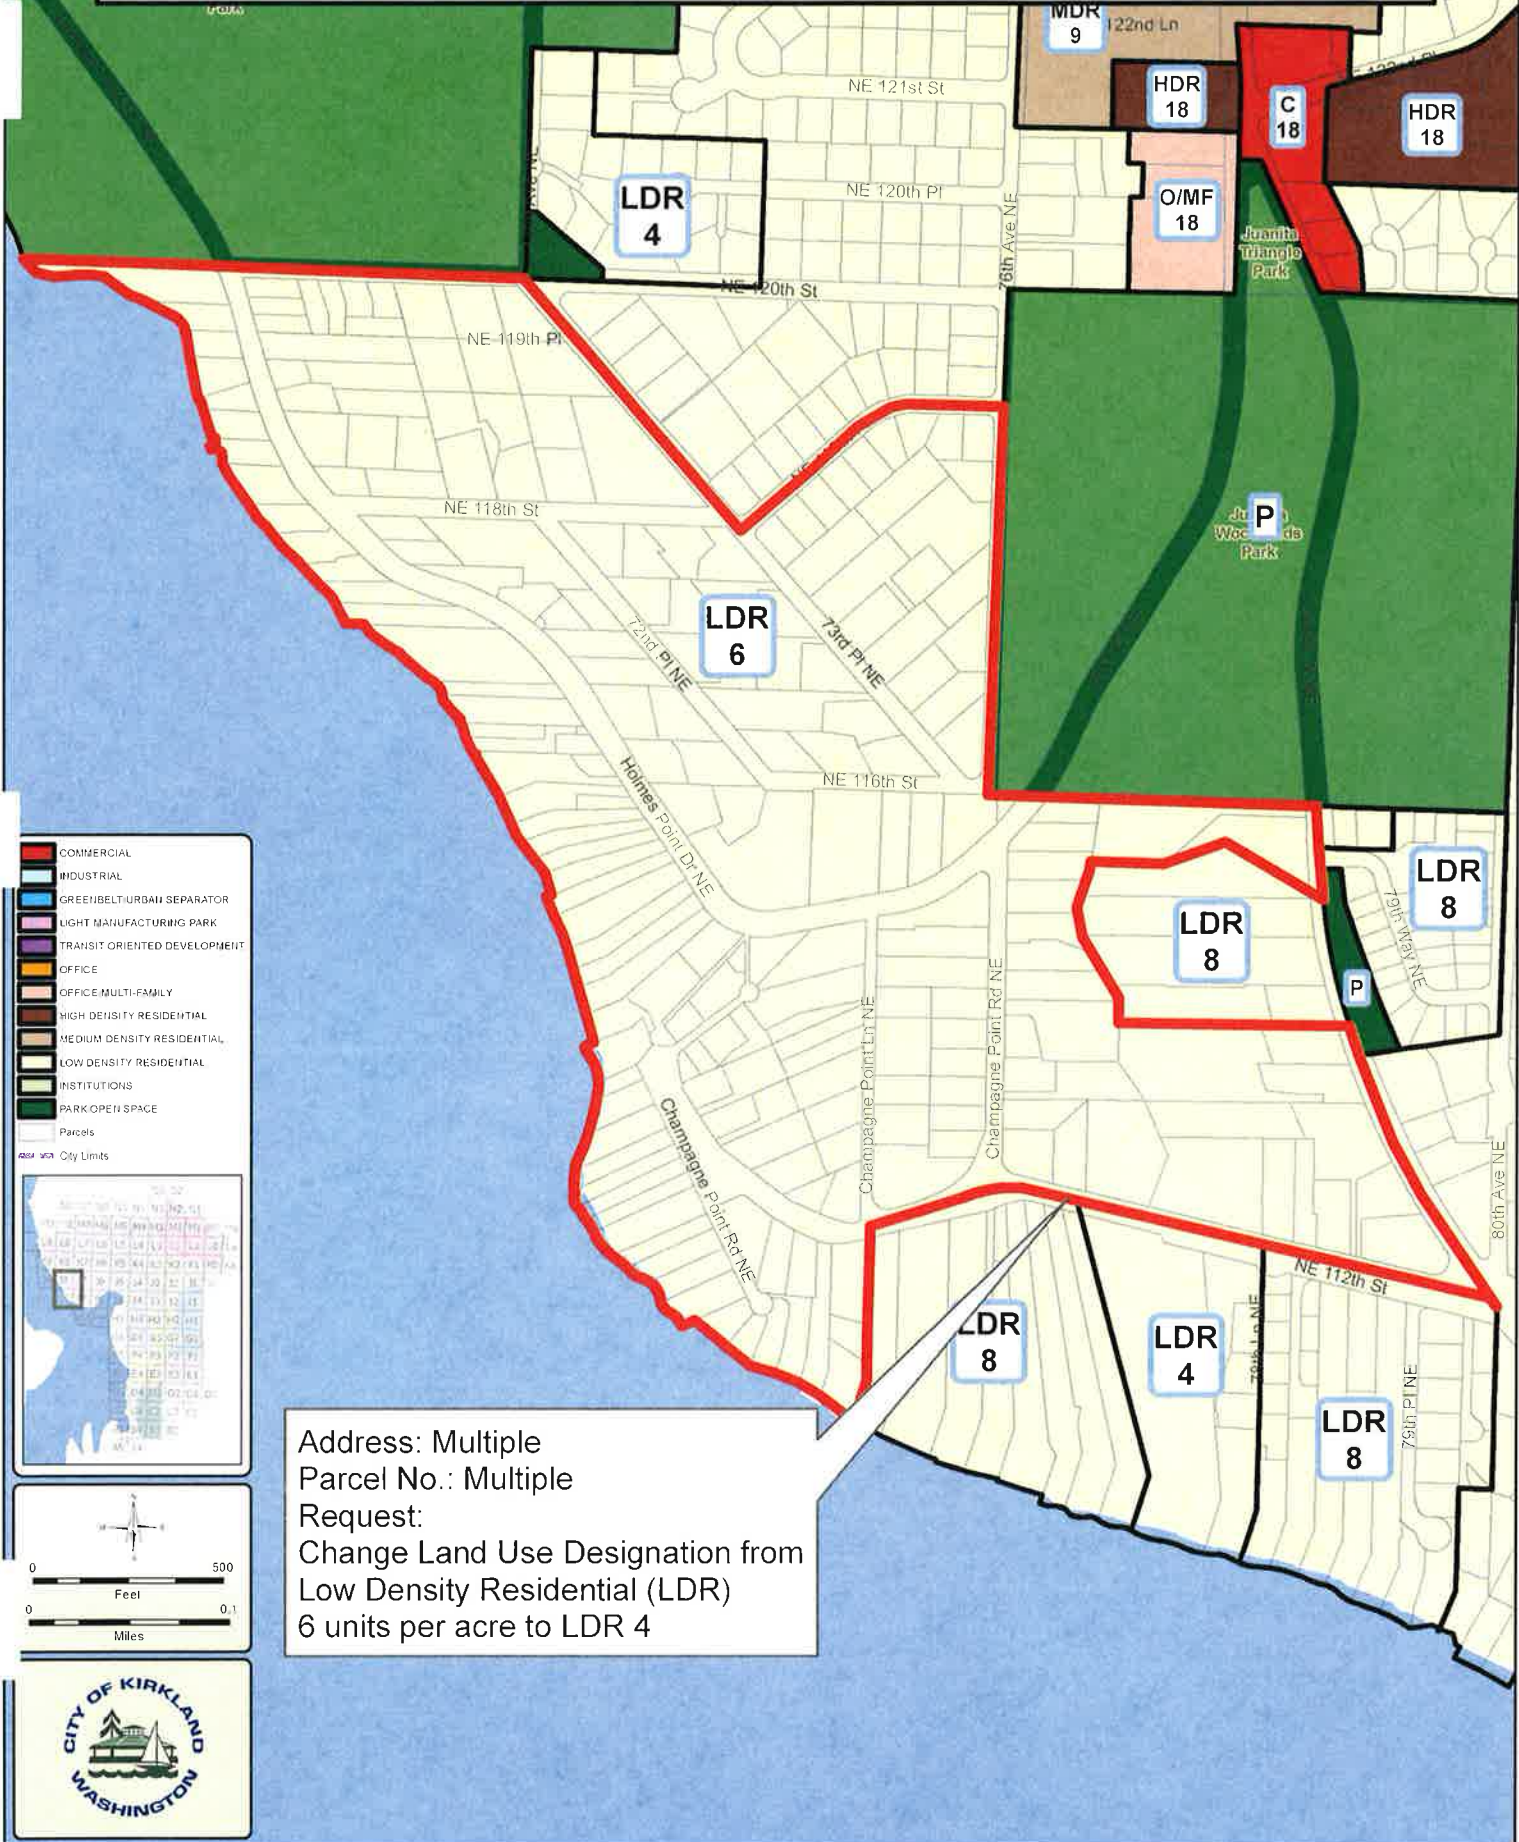 Park
MDR
9
122nd Ln
NE 121st St
HDR
18
C
18
HDR
18
Ave NE
LDR
4
NE 120th Pl
76th Ave NE
O/MF
18
Juanita
Triangle
Park
NE 120th St
NE 119th Pl
NE 118th St
P
Park
LDR
6
72nd Pl NE
73rd Pl NE
Holmes Point Dr NE
NE 116th St
LDR
8
LDR
8
79th Way NE
P
Champagne Point Ln NE
Champagne Point Rd NE
Champagne Point Rd NE
80th Ave NE
NE 112th St
LDR
8
LDR
4
78th Ln NE
LDR
8
79th Pl NE
COMMERCIAL
INDUSTRIAL
GREENBELT/URBAN SEPARATOR
LIGHT MANUFACTURING PARK
TRANSIT ORIENTED DEVELOPMENT
OFFICE
OFFICE/MULTI-FAMILY
HIGH DENSITY RESIDENTIAL
MEDIUM DENSITY RESIDENTIAL
LOW DENSITY RESIDENTIAL
INSTITUTIONS
PARK/OPEN SPACE
Parcels
City Limits
Address: Multiple
Parcel No.: Multiple
Request:
Change Land Use Designation from
Low Density Residential (LDR)
6 units per acre to LDR 4
0 500
Feet
0 0.1
Miles
CITY OF KIRKLAND
WASHINGTON